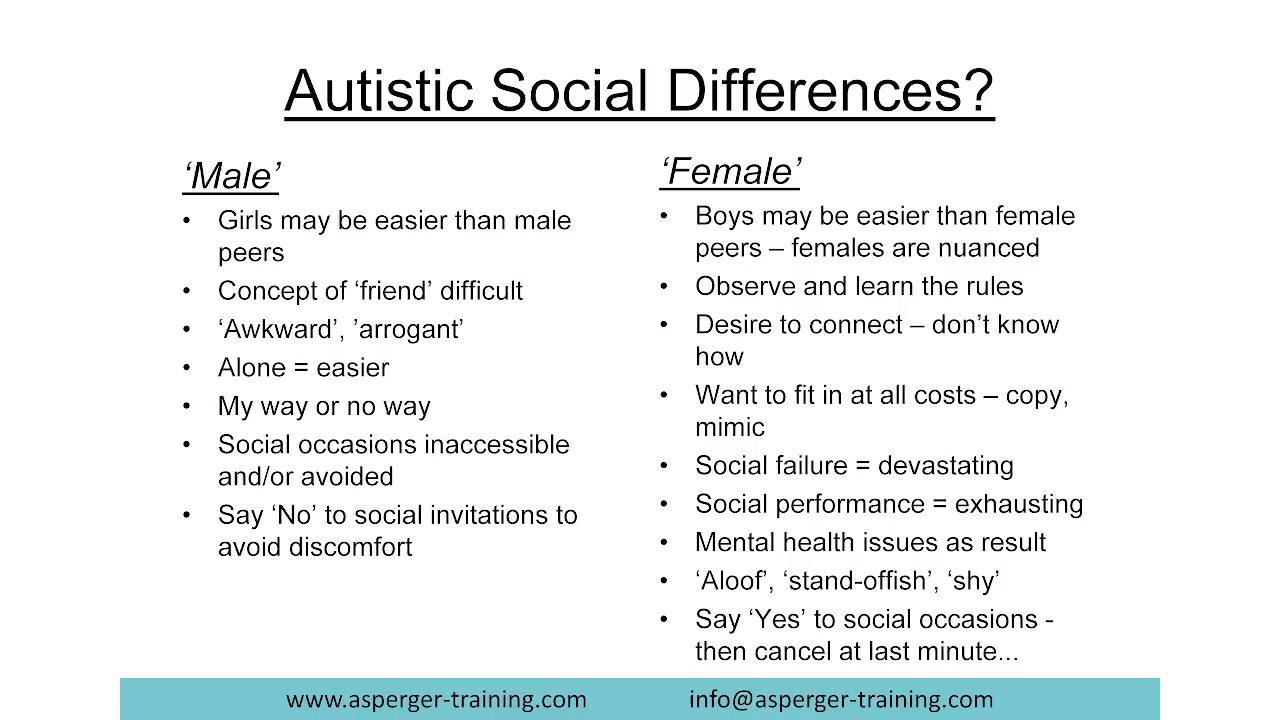 Autistic Social Differences?
‘Male’
• Girls may be easier than male
peers
• Concept of ‘friend’ difficult
• ‘Awkward’, ’arrogant’
• Alone = easier
• My way or no way
• Social occasions inaccessible
and/or avoided
• Say ‘No’ to social invitations to
avoid discomfort
‘Female’
• Boys may be easier than female
peers – females are nuanced
• Observe and learn the rules
• Desire to connect – don’t know
how
• Want to fit in at all costs – copy,
mimic
• Social failure = devastating
• Social performance = exhausting
• Mental health issues as result
• ‘Aloof’, ‘stand-offish’, ‘shy’
• Say ‘Yes’ to social occasions -
then cancel at last minute...
www.asperger-training.com info@asperger-training.com